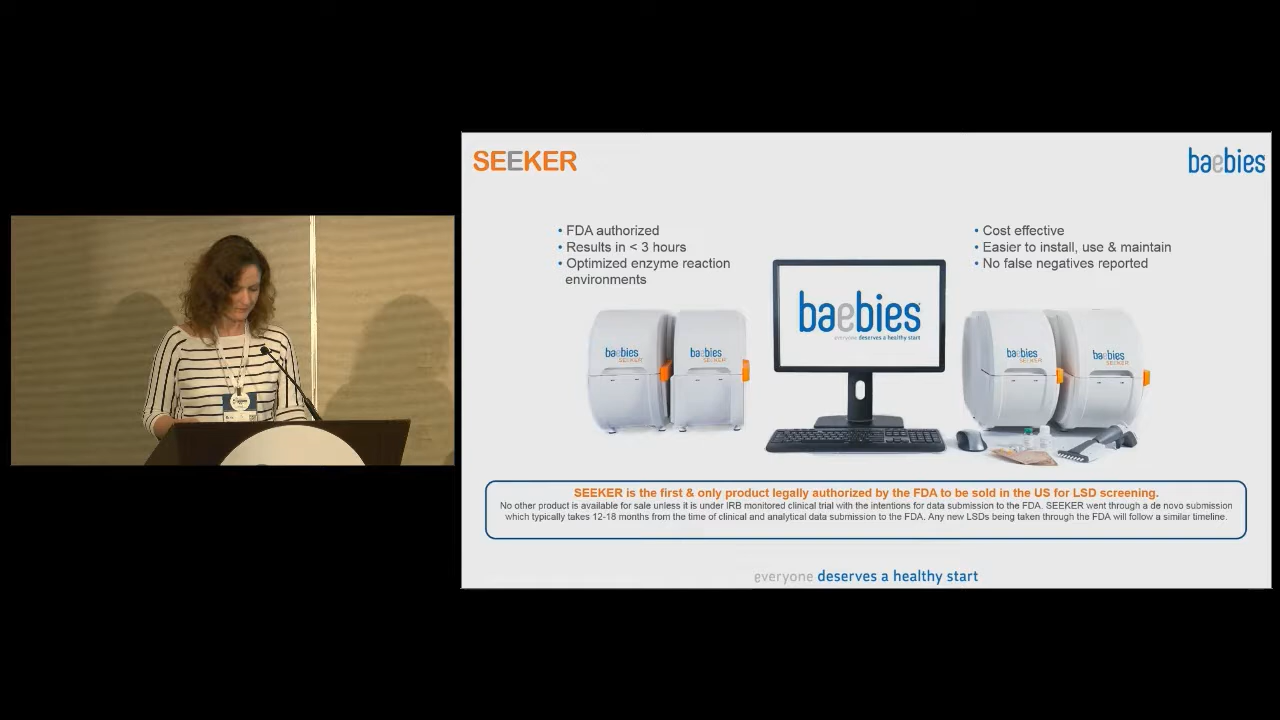 SEEKER
baebies
• FDA authorized
• Results in < 3 hours
• Optimized enzyme reaction
environments
• Cost effective
• Easier to install, use & maintain
• No false negatives reported
baebies
everyone deserves a healthy start
baebies
SEEKER
baebies
SEEKER
baebies
SEEKER
baebies
SEEKER
SEEKER is the first & only product legally authorized by the FDA to be sold in the US for LSD screening.
No other product is available for sale unless it is under IRB monitored clinical trial with the intentions for data submission to the FDA. SEEKER went through a de novo submission
which typically takes 12-18 months from the time of clinical and analytical data submission to the FDA. Any new LSDs being taken through the FDA will follow a similar timeline.
everyone deserves a healthy start